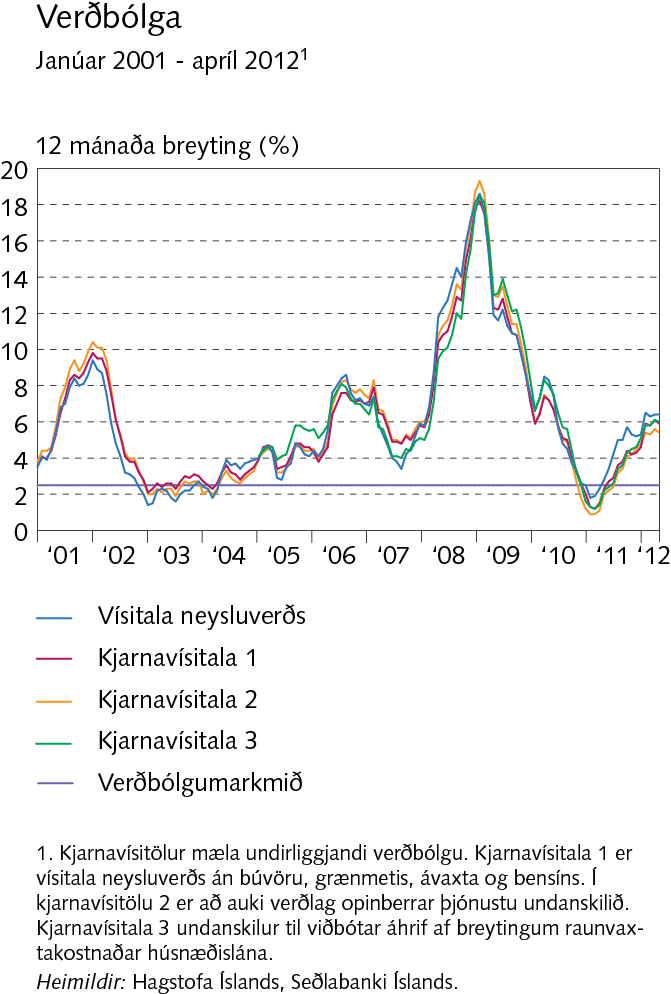 Verðbólga
Janúar 2001 - apríl 2012¹
12 mánaða breyting (%)
20
18
16
14
12
10
8
6
4
2
0
‘01 ‘02 ‘03 ‘04 ‘05 ‘06 ‘07 ‘08 ‘09 ‘10 ‘11 ‘12
Vísitala neysluverðs
Kjarnavísitala 1
Kjarnavísitala 2
Kjarnavísitala 3
Verðbólgumarkmið
1. Kjarnavísitölur mæla undirliggjandi verðbólgu. Kjarnavísitala 1 er
vísitala neysluverðs án búvöru, grænmetis, ávaxta og bensíns. Í
kjarnavísitölu 2 er að auki verðlag opinberrar þjónustu undanskilið.
Kjarnavísitala 3 undanskilur til viðbótar áhrif af breytingum raunvax-
takostnaðar húsnæðislána.
Heimildir: Hagstofa Íslands, Seðlabanki Íslands.